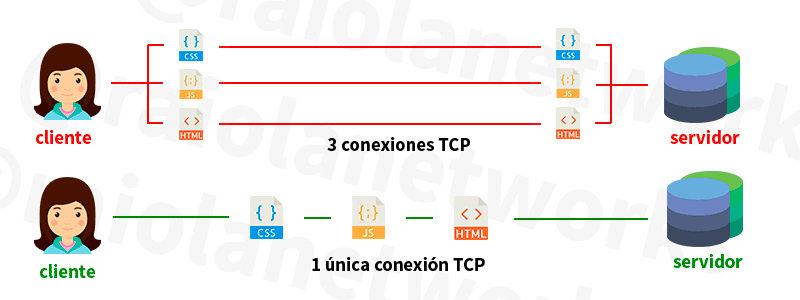 @raiolanetworks
CSS
CSS
JS
JS
HTML
HTML
cliente
servidor
3 conexiones TCP
@raiolanetworks
CSS
JS
HTML
cliente
servidor
1 única conexión TCP